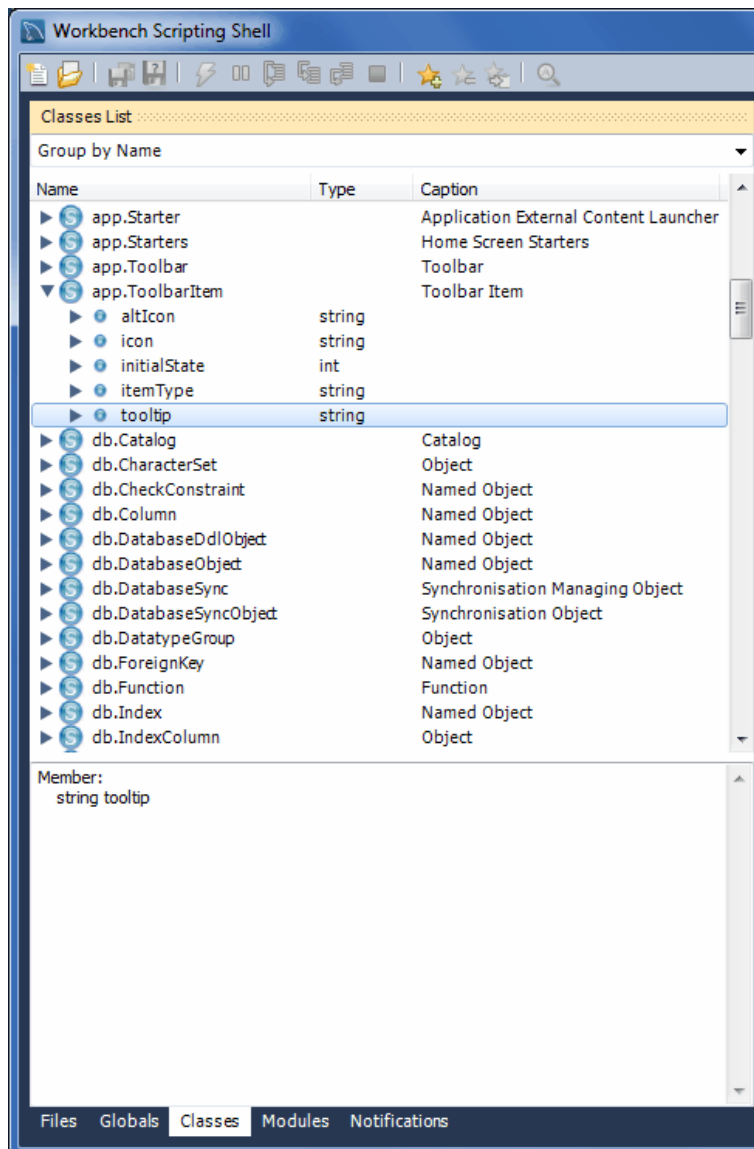 Workbench Scripting Shell
Classes List
Group by Name
Name Type Caption
app.Starter Application External Content Launcher
app.Starters Home Screen Starters
app.Toolbar Toolbar
app.ToolbarItem Toolbar Item
altIcon string
icon string
initialState int
itemType string
tooltip string
db.Catalog Catalog
db.CharacterSet Object
db.CheckConstraint Named Object
db.Column Named Object
db.DatabaseDdlObject Named Object
db.DatabaseObject Named Object
db.DatabaseSync Synchronisation Managing Object
db.DatabaseSyncObject Synchronisation Object
db.DatatypeGroup Object
db.ForeignKey Named Object
db.Function Function
db.Index Named Object
db.IndexColumn Object
Member:
string tooltip
Files Globals Classes Modules Notifications